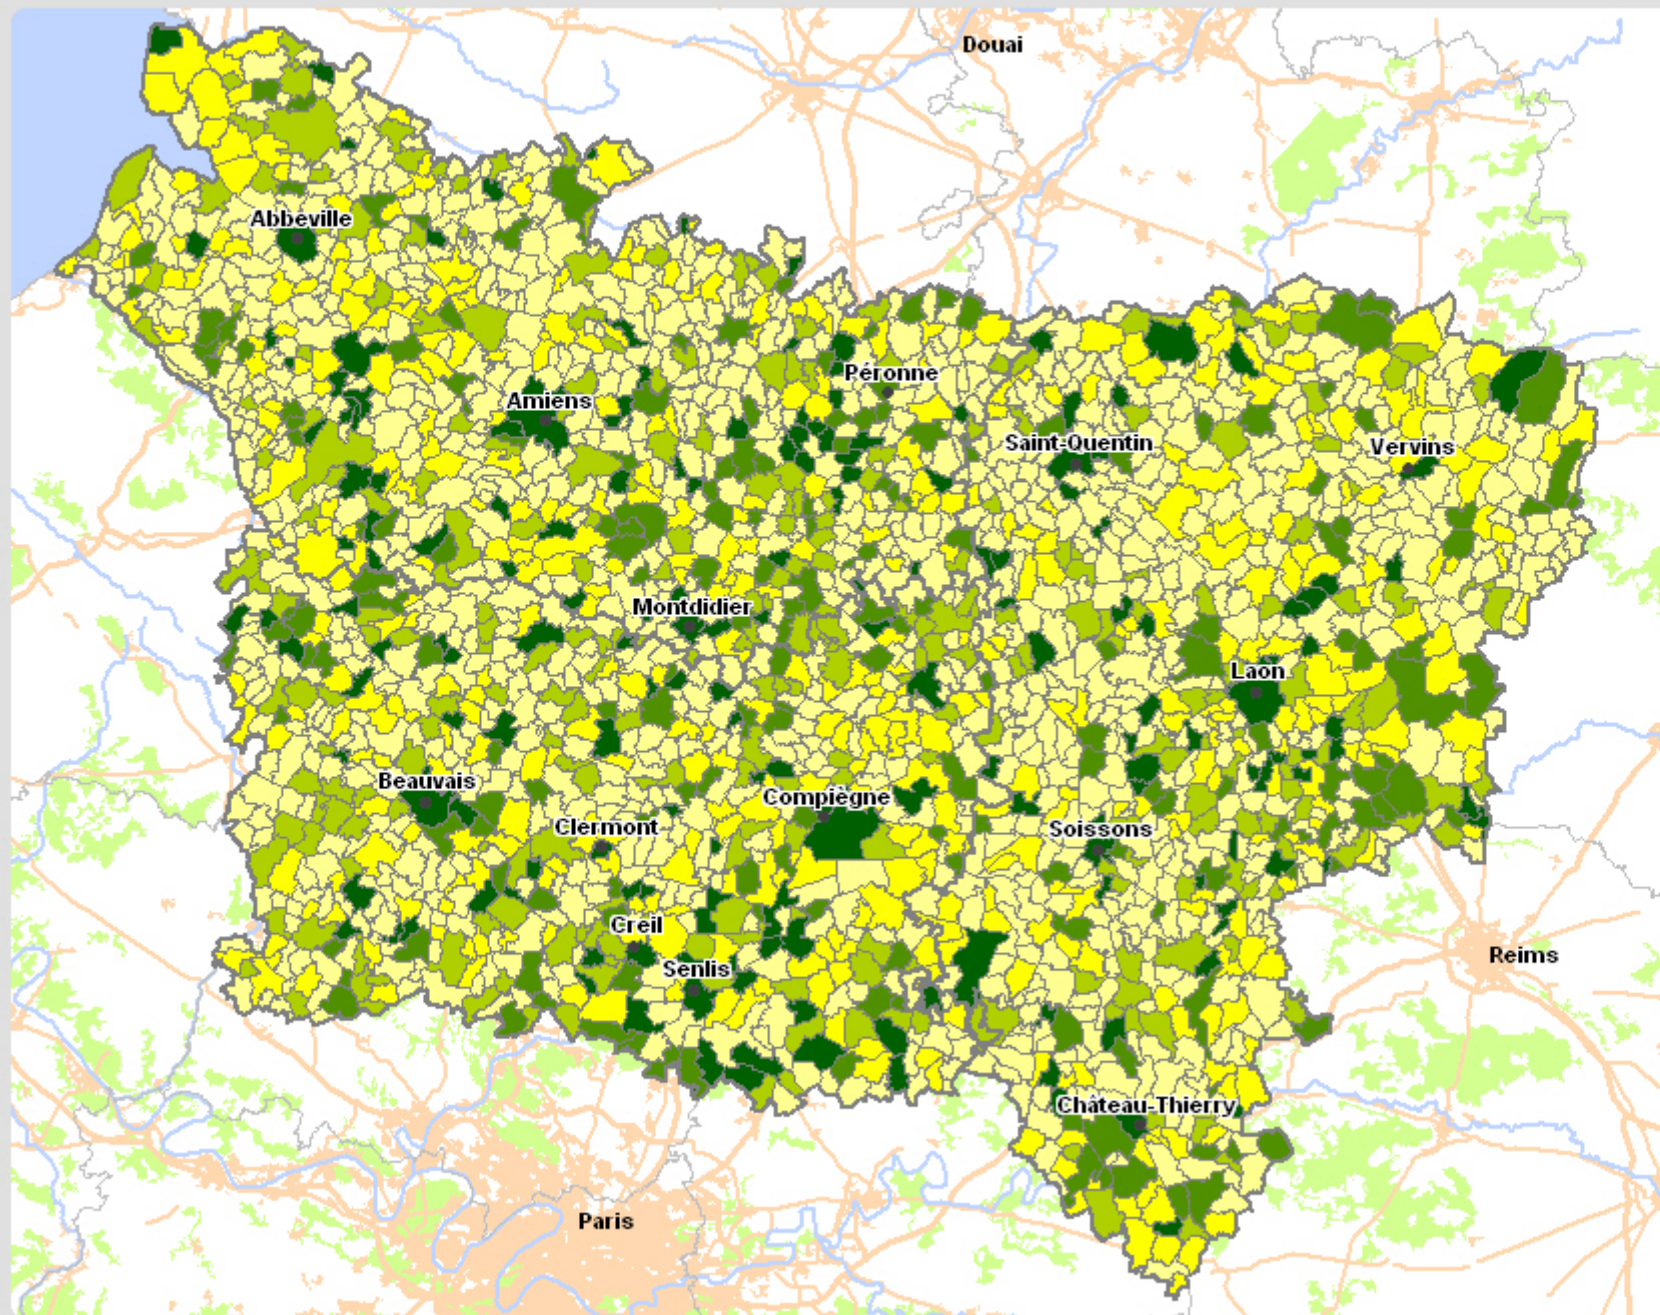 Douai
Abbeville
Péronne
Amiens
Saint-Quentin
Vervins
Montdidier
Laon
Beauvais
Compiègne
Clermont
Soissons
Creil
Senlis
Reims
Château-Thierry
Paris